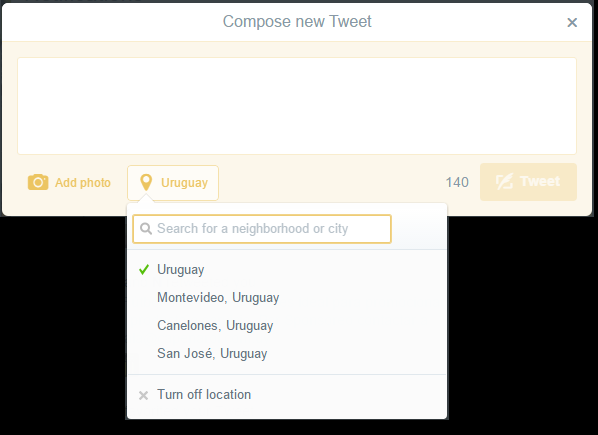 Compose new Tweet
Add photo
Uruguay
140
Tweet
Search for a neighborhood or city
Uruguay
Montevideo, Uruguay
Canelones, Uruguay
San José, Uruguay
Turn off location